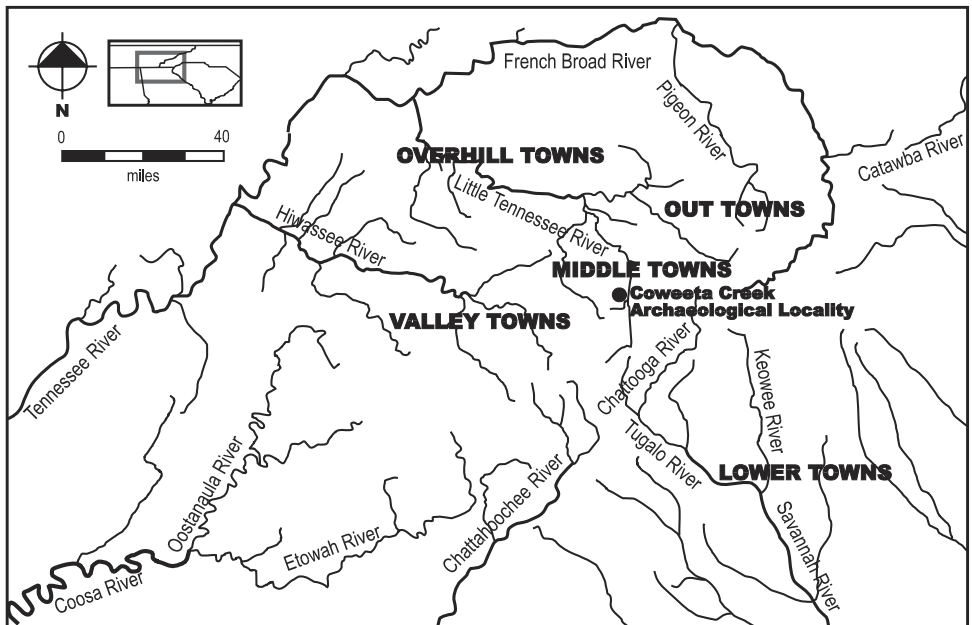 N
0 40
miles
French Broad River
Pigeon River
Catawba River
OVERHILL TOWNS
Little Tennessee River
OUT TOWNS
Hiwassee River
MIDDLE TOWNS
Coweeta Creek
Archaeological Locality
VALLEY TOWNS
Tennessee River
Chattooga River
Keowee River
Oostanaula River
Tugalo River
LOWER TOWNS
Chattahoochee River
Savannah River
Etowah River
Coosa River